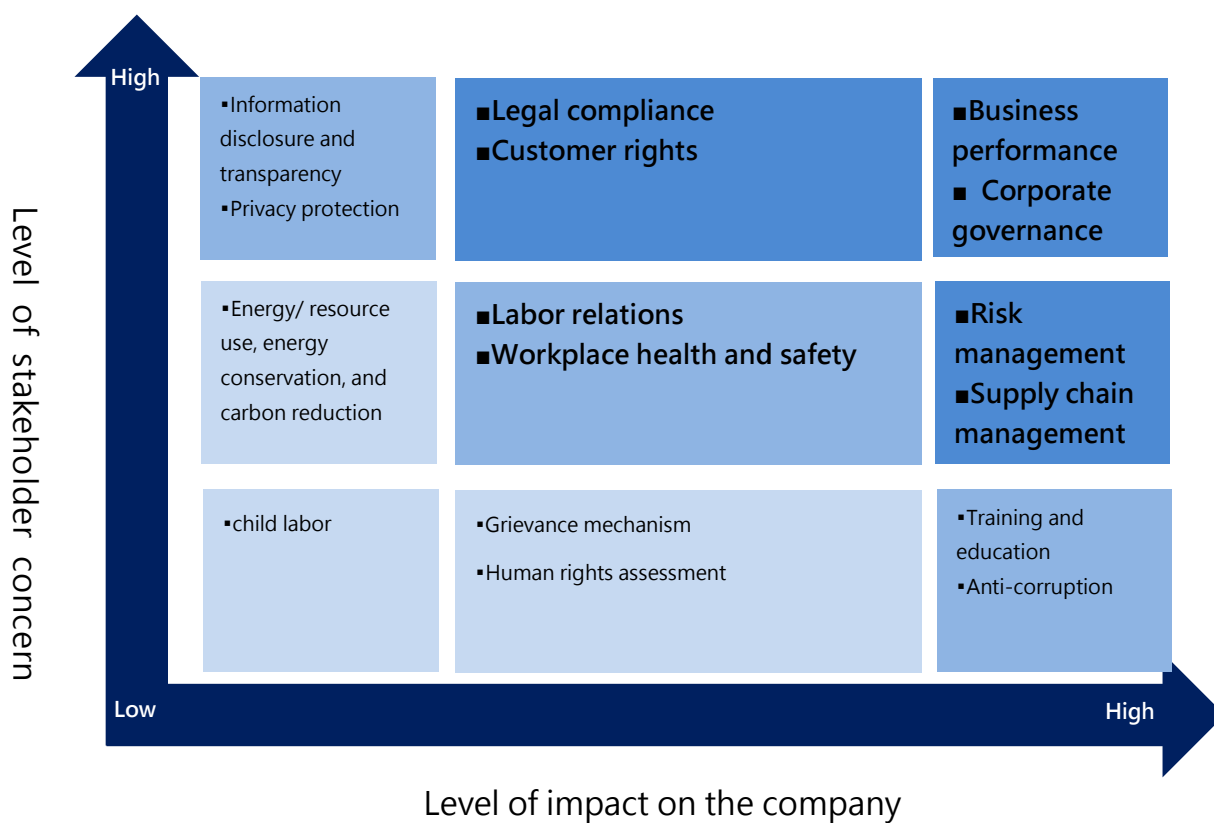 High
▪Information
disclosure and
transparency
▪Privacy protection
■Legal compliance
■Customer rights
■Business
performance
■ Corporate
governance
Level of stakeholder concern
▪Energy/ resource
use, energy
conservation, and
carbon reduction
■Labor relations
■Workplace health and safety
■Risk
management
■Supply chain
management
▪child labor
▪Grievance mechanism
▪Human rights assessment
▪Training and
education
▪Anti-corruption
Low
High
Level of impact on the company